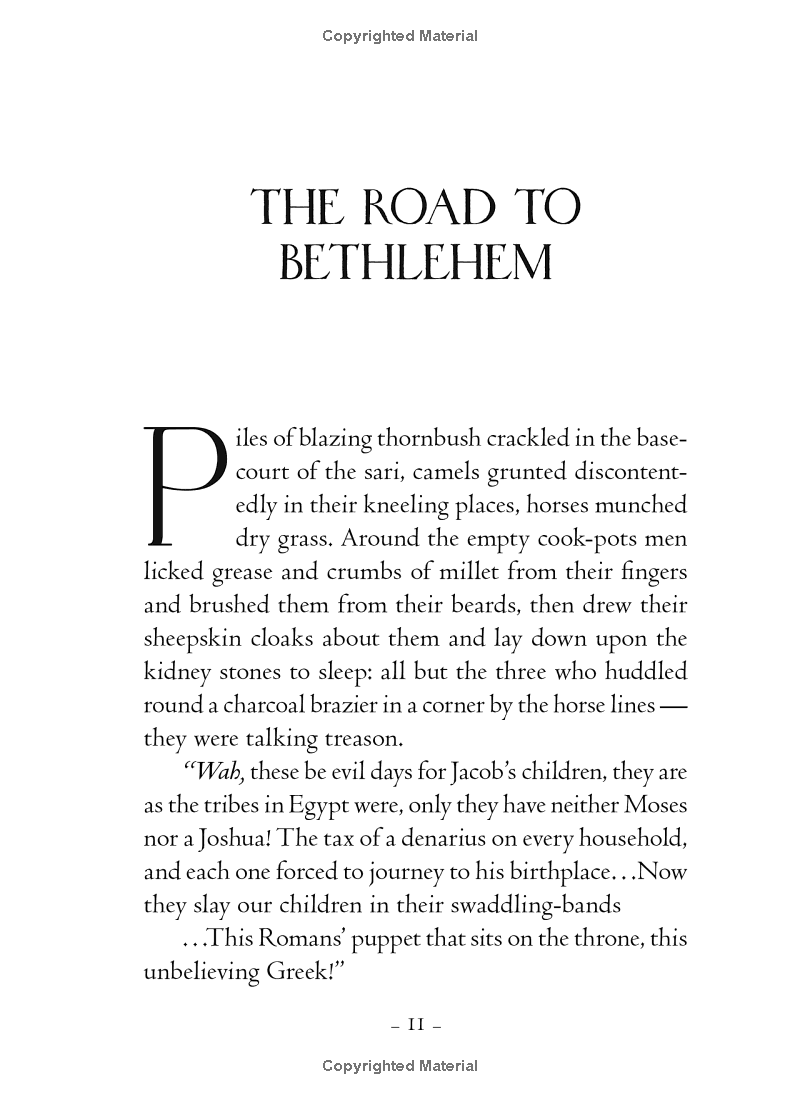 Copyrighted Material
THE ROAD TO
BETHLEHEM
Piles of blazing thornbush crackled in the base-
court of the sari, camels grunted discontent-
edly in their kneeling places, horses munched
dry grass. Around the empty cook-pots men
licked grease and crumbs of millet from their fingers
and brushed them from their beards, then drew their
sheepskin cloaks about them and lay down upon the
kidney stones to sleep: all but the three who huddled
round a charcoal brazier in a corner by the horse lines —
they were talking treason.
“Wah, these be evil days for Jacob’s children, they are
as the tribes in Egypt were, only they have neither Moses
nor a Joshua! The tax of a denarius on every household,
and each one forced to journey to his birthplace. . .Now
they slay our children in their swaddling-bands
. . .This Romans’ puppet that sits on the throne, this
unbelieving Greek!”
– 11 –
Copyrighted Material